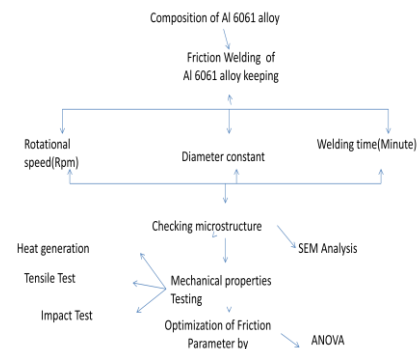 Composition of Al 6061 alloy
Friction Welding of
Al 6061 alloy keeping
Rotational
speed(Rpm)
Diameter constant
Welding time(Minute)
Checking microstructure
SEM Analysis
Heat generation
Tensile Test
Impact Test
Mechanical properties
Testing
Optimization of Friction
Parameter by
ANOVA